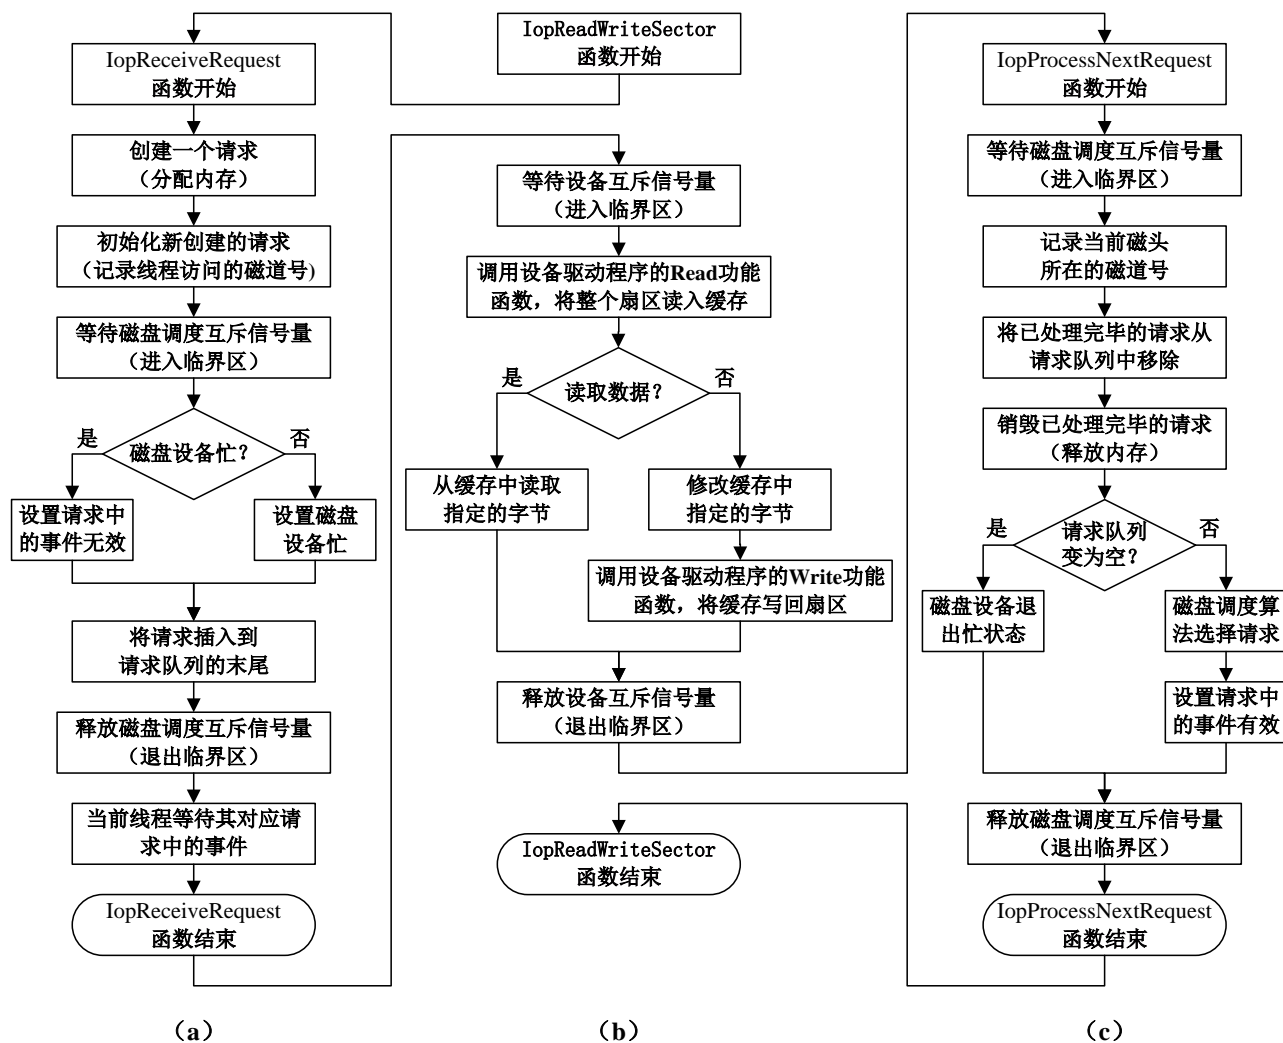 IopReceiveRequest
函数开始
创建一个请求
（分配内存）
初始化新创建的请求
（记录线程访问的磁道号)
等待磁盘调度互斥信号量
（进入临界区）
磁盘设备忙？
是
否
设置请求中
的事件无效
设置磁盘
设备忙
将请求插入到
请求队列的末尾
释放磁盘调度互斥信号量
（退出临界区）
当前线程等待其对应请
求中的事件
IopReceiveRequest
函数结束
（a）
IopReadWriteSector
函数开始
等待设备互斥信号量
（进入临界区）
调用设备驱动程序的Read功能
函数，将整个扇区读入缓存
读取数据？
是
否
从缓存中读取
指定的字节
修改缓存中
指定的字节
调用设备驱动程序的Write功能
函数，将缓存写回扇区
释放设备互斥信号量
（退出临界区）
IopReadWriteSector
函数结束
（b）
IopProcessNextRequest
函数开始
等待磁盘调度互斥信号量
（进入临界区）
记录当前磁头
所在的磁道号
将已处理完毕的请求从
请求队列中移除
销毁已处理完毕的请求
（释放内存）
请求队列
变为空？
是
否
磁盘设备退
出忙状态
磁盘调度算
法选择请求
设置请求中
的事件有效
释放磁盘调度互斥信号量
（退出临界区）
IopProcessNextRequest
函数结束
（c）